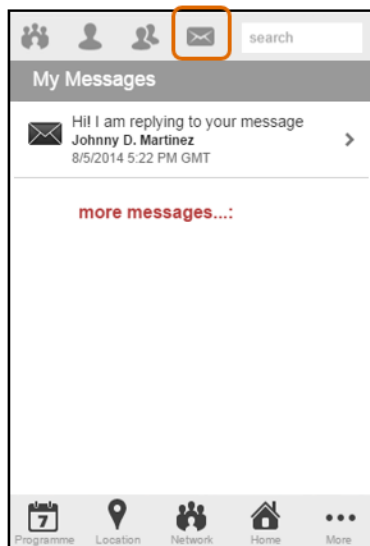 search
My Messages
Hi! I am replying to your message
Johnny D. Martinez
8/5/2014 5:22 PM GMT
more messages...:
7
Programme Location Network Home More